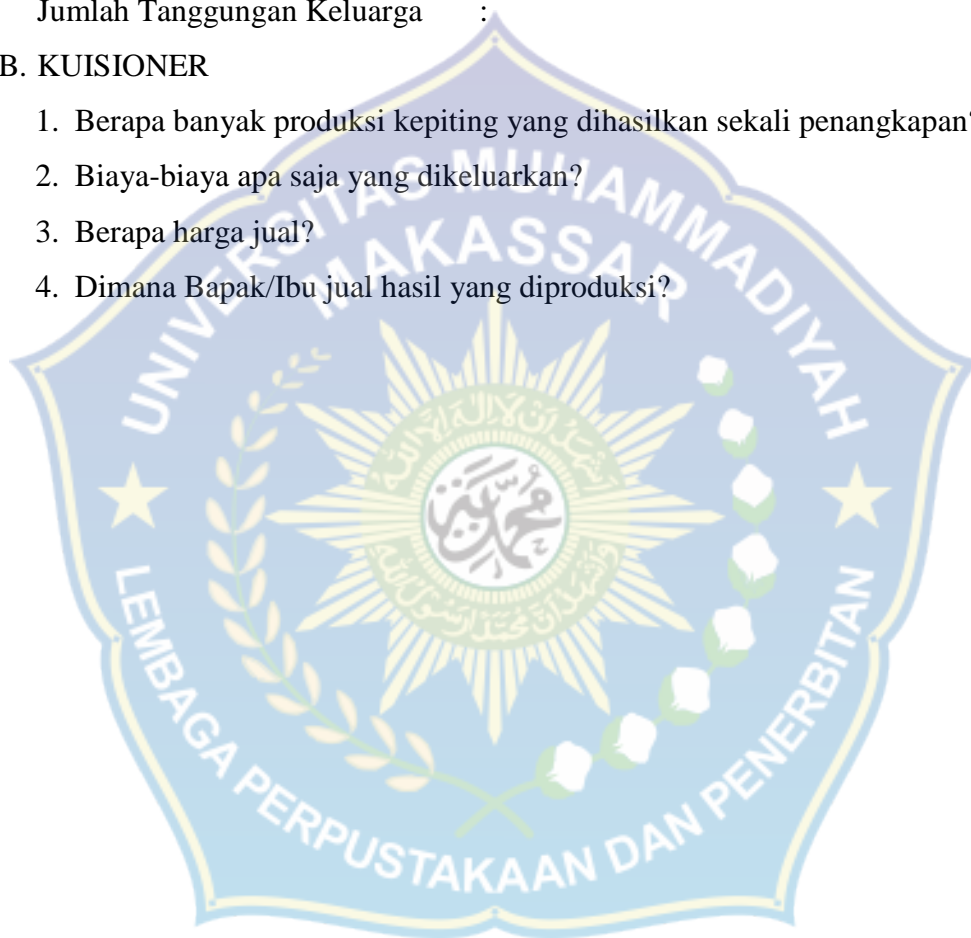 Jumlah Tanggungan Keluarga :
B. KUISIONER
1. Berapa banyak produksi kepiting yang dihasilkan sekali penangkapan?
2. Biaya-biaya apa saja yang dikeluarkan?
3. Berapa harga jual?
4. Dimana Bapak/Ibu jual hasil yang diproduksi?
UNIVERSITAS MUHAMMADIYAH
MAKASSAR
LEMBAGA PERPUSTAKAAN DAN PENERBITAN